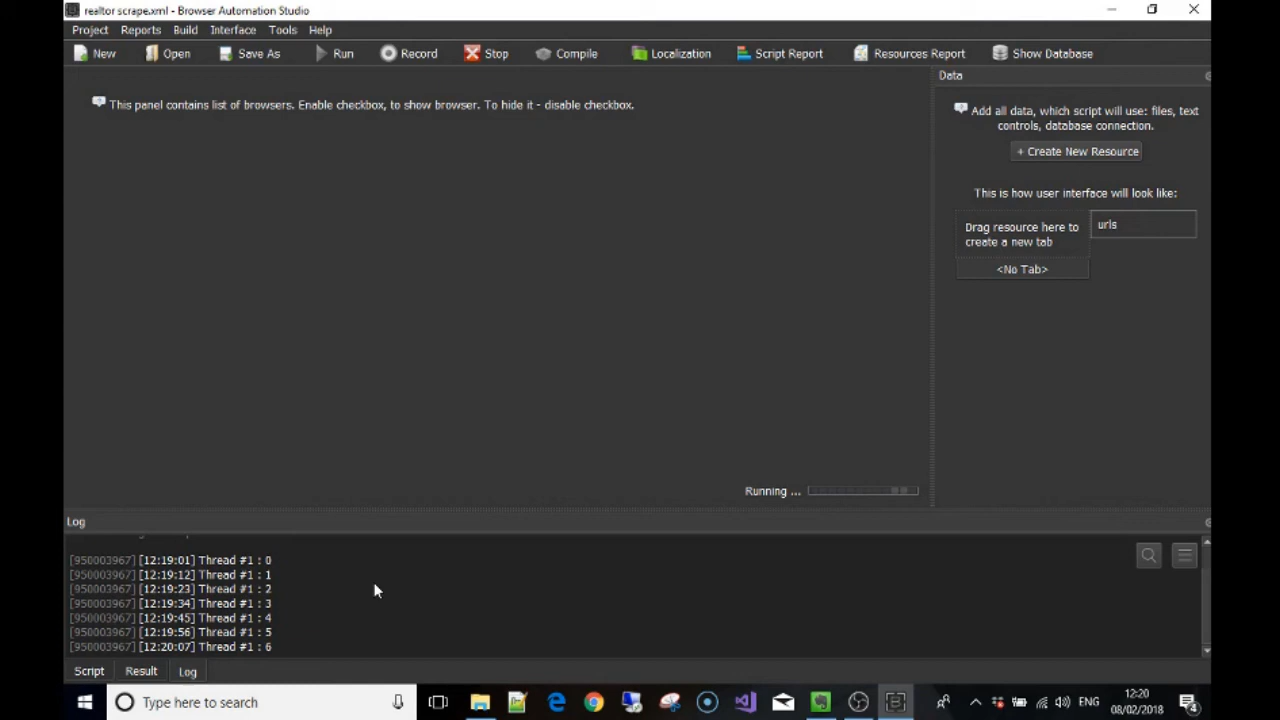 realtor scrape.xml - Browser Automation Studio
Project Reports Build Interface Tools Help
New Open Save As Run Record Stop Compile Localization Script Report Resources Report Show Database
Data
This panel contains list of browsers. Enable checkbox, to show browser. To hide it - disable checkbox.
Add all data, which script will use: files, text
controls, database connection.
+ Create New Resource
This is how user interface will look like:
Drag resource here to
create a new tab
urls
<No Tab>
Running ...
Log
[950003967] [12:19:01] Thread #1 : 0
[950003967] [12:19:12] Thread #1 : 1
[950003967] [12:19:23] Thread #1 : 2
[950003967] [12:19:34] Thread #1 : 3
[950003967] [12:19:45] Thread #1 : 4
[950003967] [12:19:56] Thread #1 : 5
[950003967] [12:20:07] Thread #1 : 6
Script Result Log
Type here to search
ENG
12:20
08/02/2018
4